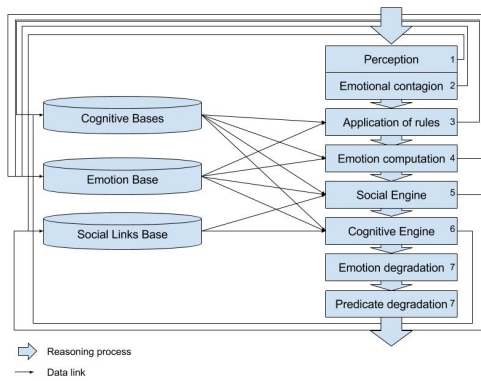 Perception 1
Emotional contagion 2
Cognitive Bases
Application of rules 3
Emotion computation 4
Emotion Base
Social Engine 5
Social Links Base
Cognitive Engine 6
Emotion degradation 7
Predicate degradation 7
Reasoning process
Data link